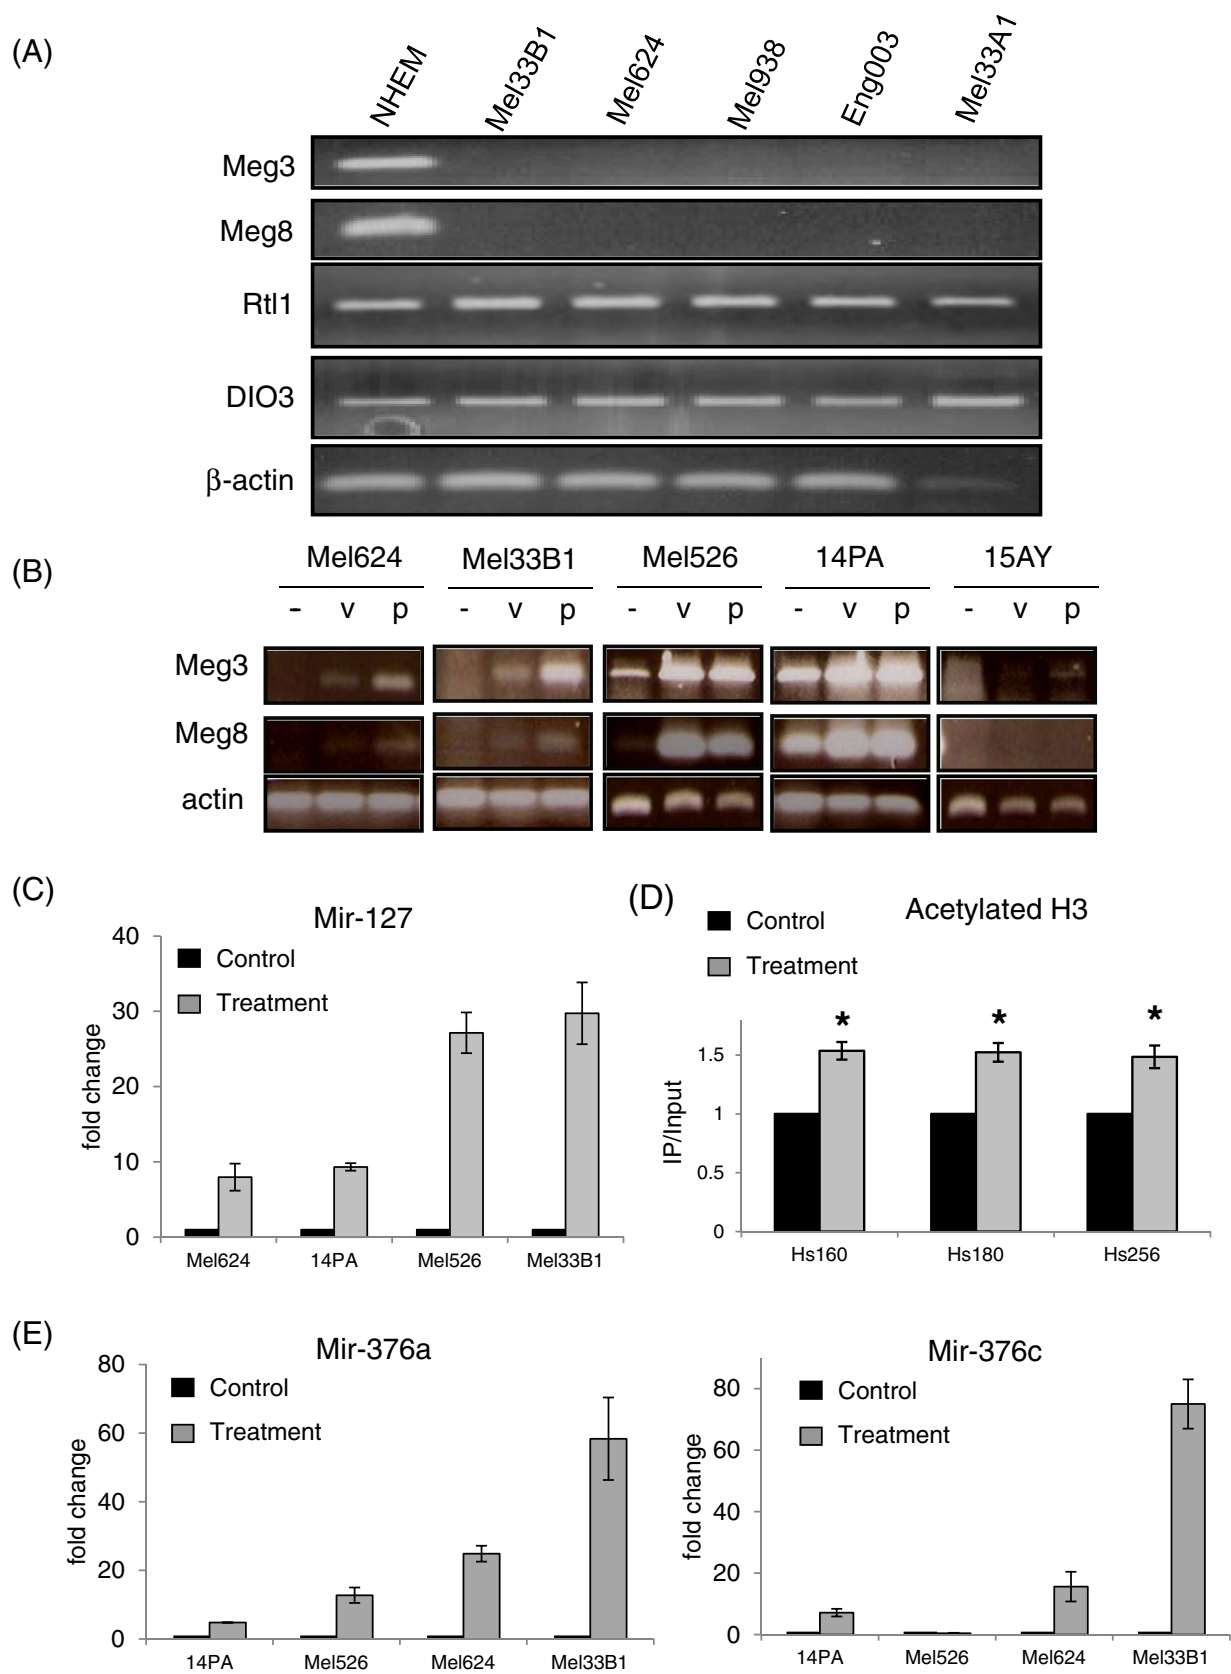 (A)
NHEM Mel33B1 Mel624 Mel938 Eng003 Mel33A1
Meg3
Meg8
Rtl1
DIO3
β-actin
(B)
Mel624 Mel33B1 Mel526 14PA 15AY
- v p - v p - v p - v p - v p
Meg3
Meg8
actin
(C)
Mir-127
Control
Treatment
fold change
40
30
20
10
0
Mel624 14PA Mel526 Mel33B1
(D)
Acetylated H3
Control
Treatment
IP/Input
* * *
1.5
1
0.5
0
Hs160 Hs180 Hs256
(E)
Mir-376a
Control
Treatment
fold change
80
60
40
20
0
14PA Mel526 Mel624 Mel33B1
Mir-376c
Control
Treatment
fold change
80
60
40
20
0
14PA Mel526 Mel624 Mel33B1